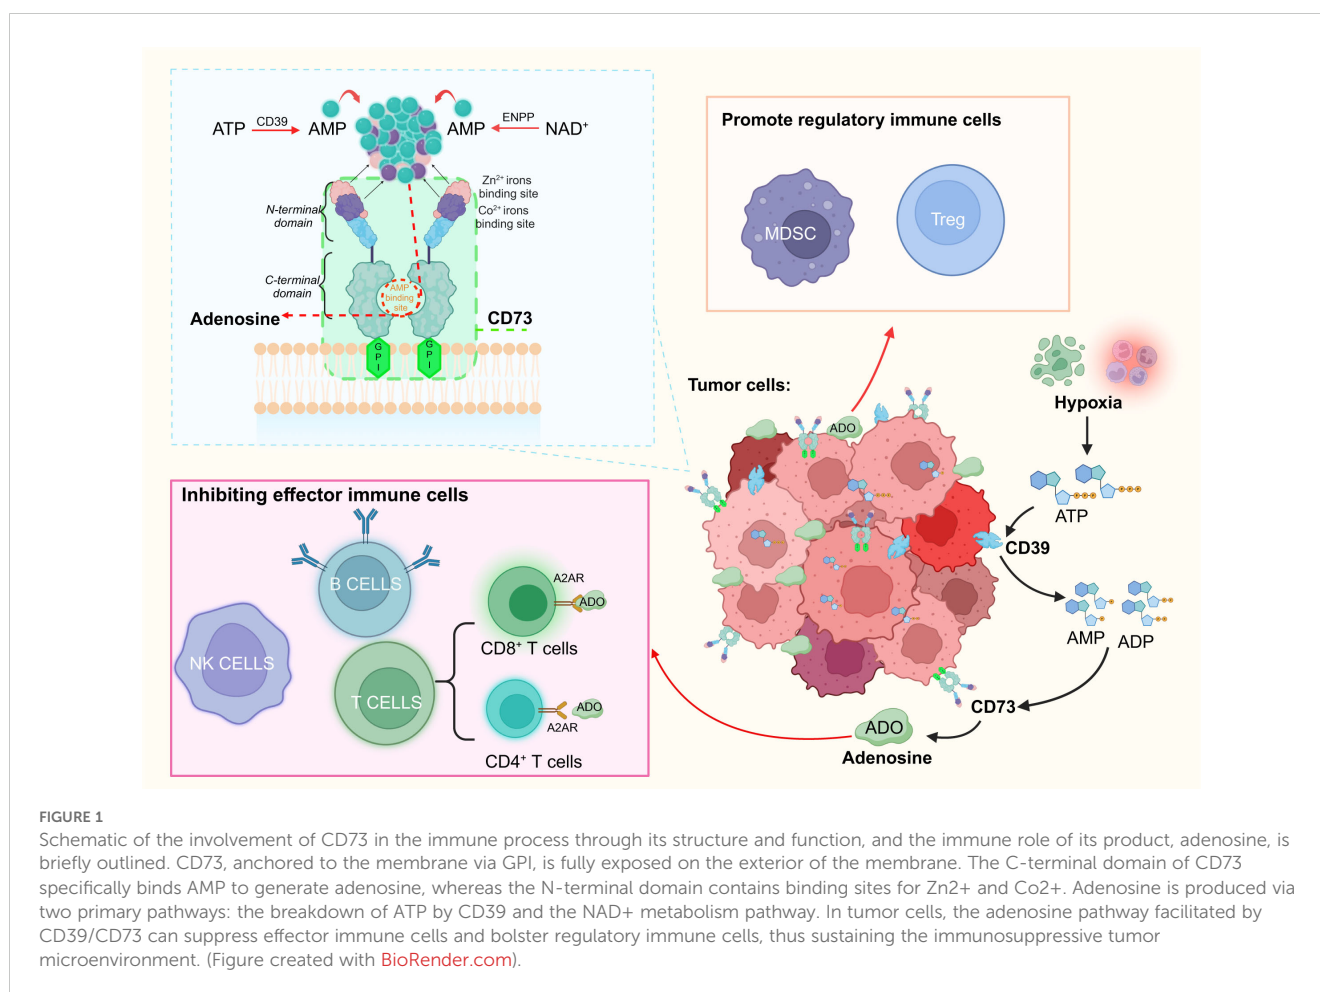 ATP
CD39
AMP
AMP
ENPP
NAD+
Zn2+ irons
binding site
Co2+ irons
binding site
N-terminal
domain
C-terminal
domain
AMP
binding
site
Adenosine
CD73
G
P
I
G
P
I
Promote regulatory immune cells
MDSC
Treg
Tumor cells:
ADO
Hypoxia
ATP
CD39
AMP
ADP
CD73
ADO
Adenosine
Inhibiting effector immune cells
B CELLS
NK CELLS
T CELLS
A2AR
ADO
CD8+ T cells
ADO
A2AR
CD4+ T cells
FIGURE 1
Schematic of the involvement of CD73 in the immune process through its structure and function, and the immune role of its product, adenosine, is
briefly outlined. CD73, anchored to the membrane via GPI, is fully exposed on the exterior of the membrane. The C-terminal domain of CD73
specifically binds AMP to generate adenosine, whereas the N-terminal domain contains binding sites for Zn2+ and Co2+. Adenosine is produced via
two primary pathways: the breakdown of ATP by CD39 and the NAD+ metabolism pathway. In tumor cells, the adenosine pathway facilitated by
CD39/CD73 can suppress effector immune cells and bolster regulatory immune cells, thus sustaining the immunosuppressive tumor
microenvironment. (Figure created with BioRender.com).